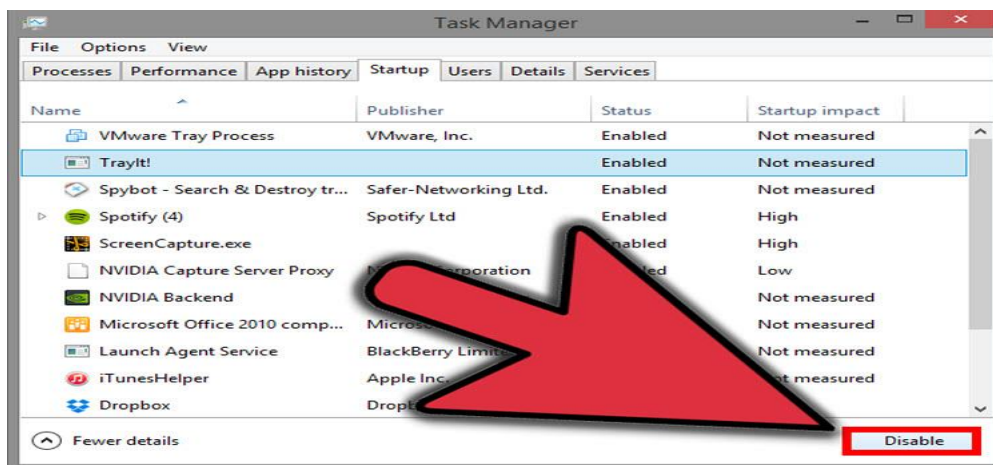 Task Manager
File Options View
Processes Performance App history Startup Users Details Services
Name Publisher Status Startup impact
VMware Tray Process VMware, Inc. Enabled Not measured
TrayIt! Enabled Not measured
Spybot - Search & Destroy tr... Safer-Networking Ltd. Enabled Not measured
Spotify (4) Spotify Ltd Enabled High
ScreenCapture.exe Enabled High
NVIDIA Capture Server Proxy Low
NVIDIA Backend Not measured
Microsoft Office 2010 comp... Not measured
Launch Agent Service BlackBerry Not measured
iTunesHelper Apple Inc. measured
Dropbox
Fewer details Disable